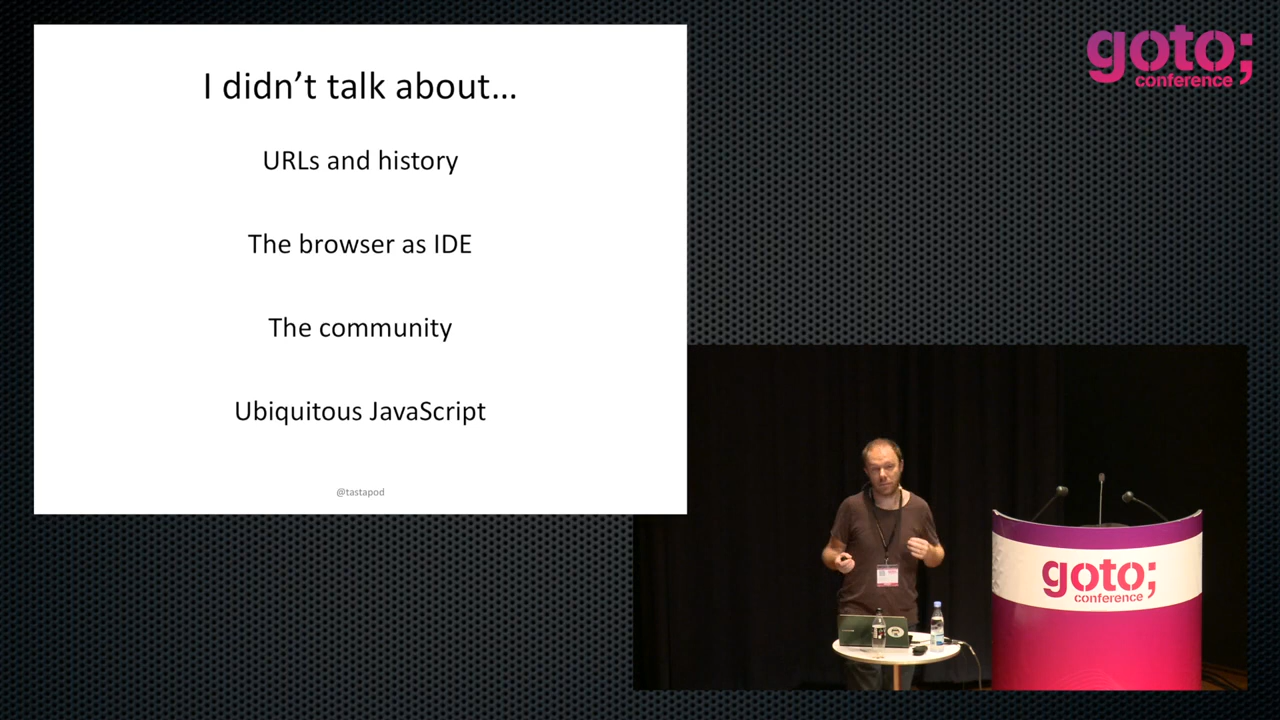 I didn't talk about...
URLs and history
The browser as IDE
The community
Ubiquitous JavaScript
@tastapod
goto;
conference
goto;
conference